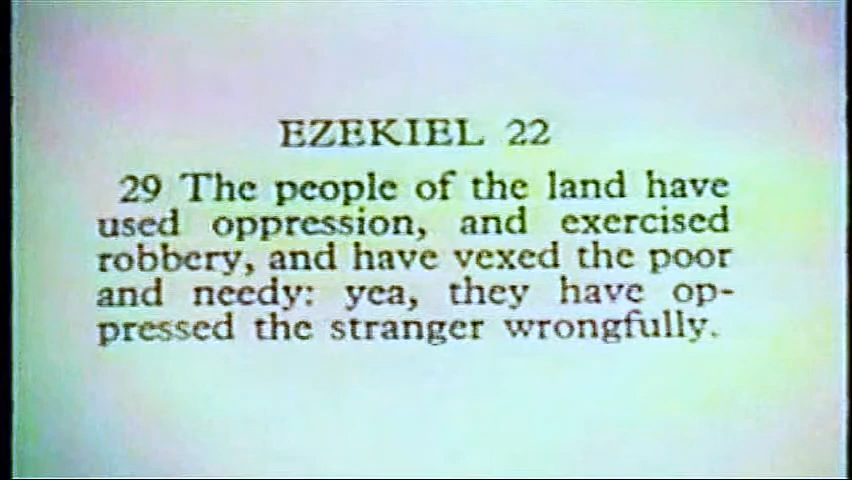 EZEKIEL 22
29 The people of the land have
used oppression, and exercised
robbery, and have vexed the poor
and needy: yea, they have op-
pressed the stranger wrongfully.